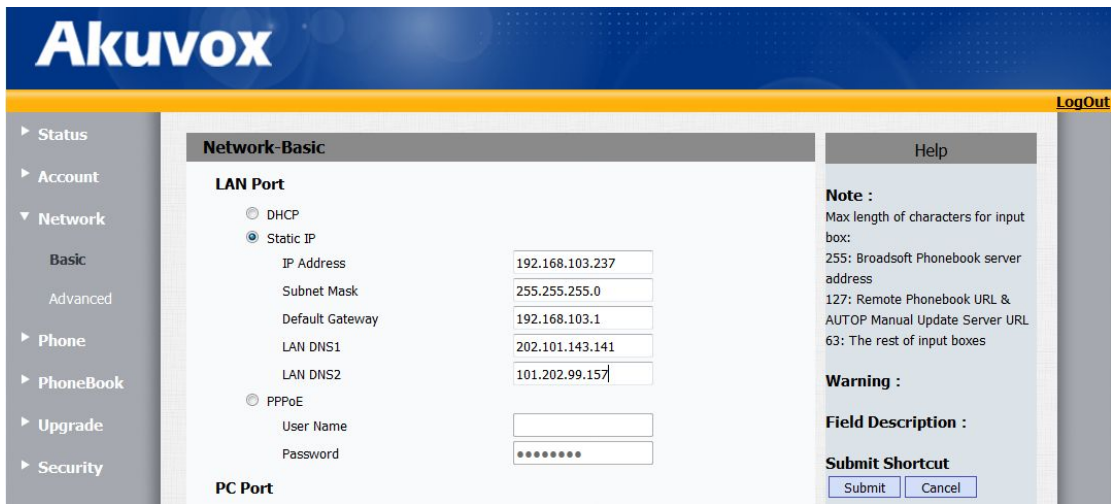 Akuvox
LogOut
Status
Account
Network
Basic
Advanced
Phone
PhoneBook
Upgrade
Security
Network-Basic
LAN Port
DHCP
Static IP
IP Address 192.168.103.237
Subnet Mask 255.255.255.0
Default Gateway 192.168.103.1
LAN DNS1 202.101.143.141
LAN DNS2 101.202.99.157
PPPoE
User Name
Password ••••••••
PC Port
Help
Note :
Max length of characters for input
box:
255: Broadsoft Phonebook server
address
127: Remote Phonebook URL &
AUTOP Manual Update Server URL
63: The rest of input boxes
Warning :
Field Description :
Submit Shortcut
Submit Cancel